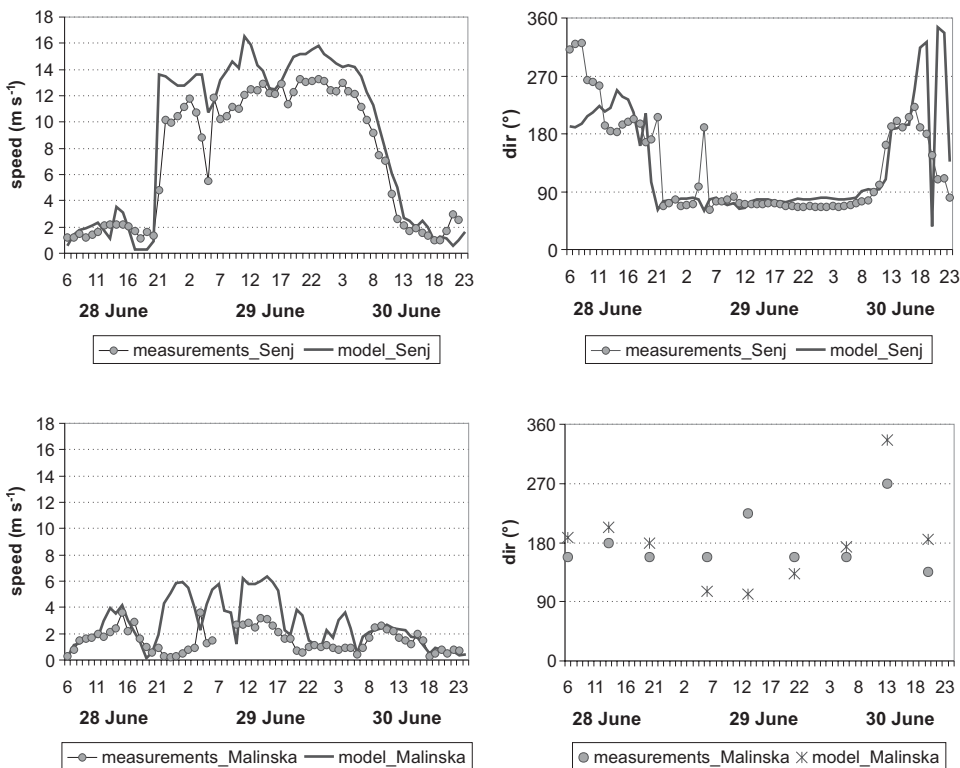 18
16
14
12
10
8
6
4
2
0
speed (m s-1)
6 11 16 21 2 7 12 17 22 3 8 13 18 23
28 June 29 June 30 June
measurements_Senj model_Senj
360
270
180
90
0
dir (°)
6 11 16 21 2 7 12 17 22 3 8 13 18 23
28 June 29 June 30 June
measurements_Senj model_Senj
18
16
14
12
10
8
6
4
2
0
speed (m s-1)
6 11 16 21 2 7 12 17 22 3 8 13 18 23
28 June 29 June 30 June
measurements_Malinska model_Malinska
360
270
180
90
0
dir (°)
6 11 16 21 2 7 12 17 22 3 8 13 18 23
28 June 29 June 30 June
measurements_Malinska model_Malinska